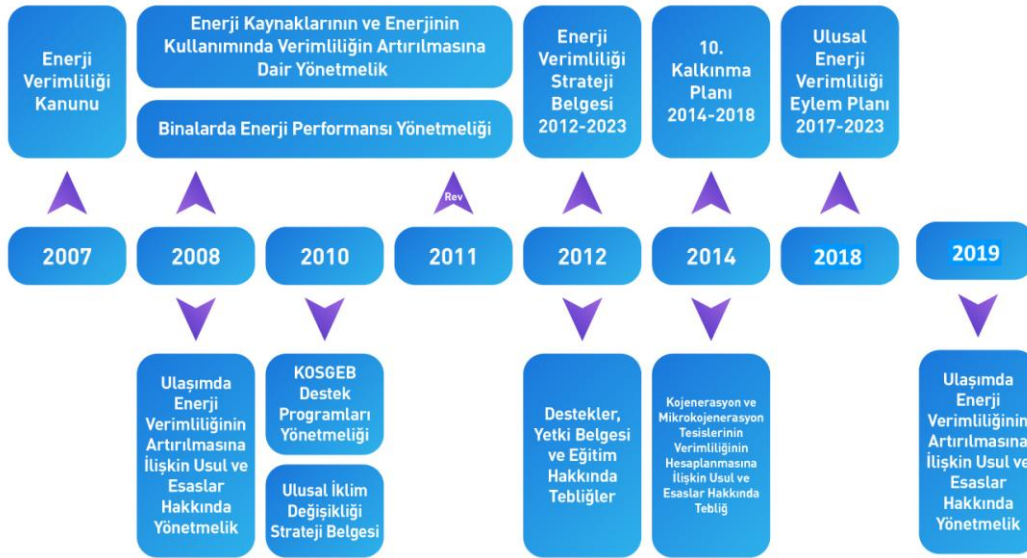 Enerji
Verimliliği
Kanunu
Enerji Kaynaklarının ve Enerjinin
Kullanımında Verimliliğin Artırılmasına
Dair Yönetmelik
Binalarda Enerji Performansı Yönetmeliği
Enerji
Verimliliği
Strateji
Belgesi
2012-2023
10.
Kalkınma
Planı
2014-2018
Ulusal
Enerji
Verimliliği
Eylem Planı
2017-2023
Rev
2007
2008
2010
2011
2012
2014
2018
2019
Ulaşımda
Enerji
Verimliliğinin
Artırılmasına
İlişkin Usul ve
Esaslar
Hakkında
Yönetmelik
KOSGEB
Destek
Programları
Yönetmeliği
Ulusal İklim
Değişikliği
Strateji Belgesi
Destekler,
Yetki Belgesi
ve Eğitim
Hakkında
Tebliğler
Kojenerasyon ve
Mikrokojenerasyon
Tesislerinin
Verimliliğinin
Hesaplanmasına
İlişkin Usul ve
Esaslar Hakkında
Tebliğ
Ulaşımda
Enerji
Verimliliğinin
Artırılmasına
İlişkin Usul ve
Esaslar
Hakkında
Yönetmelik